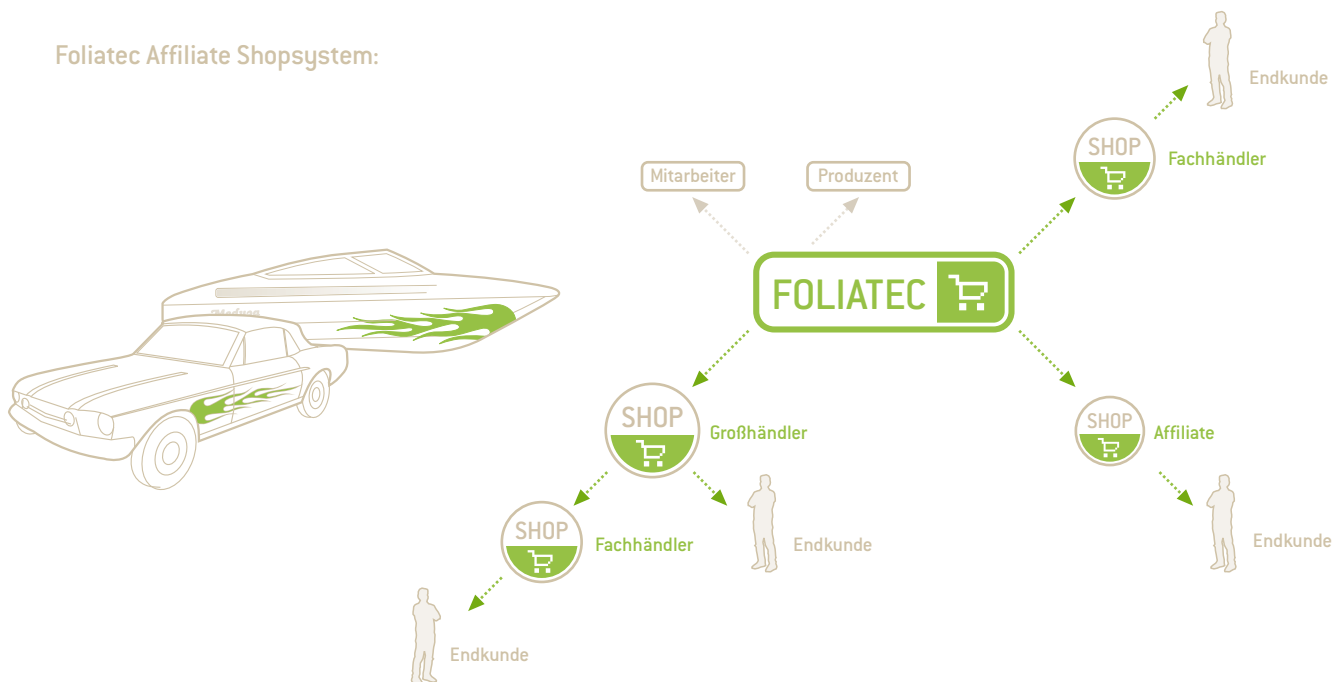 Foliatec Affiliate Shopsystem:
Endkunde
SHOP
Fachhändler
Mitarbeiter
Produzent
FOLIATEC
SHOP
Großhändler
SHOP
Affiliate
SHOP
Fachhändler
Endkunde
Endkunde
Endkunde